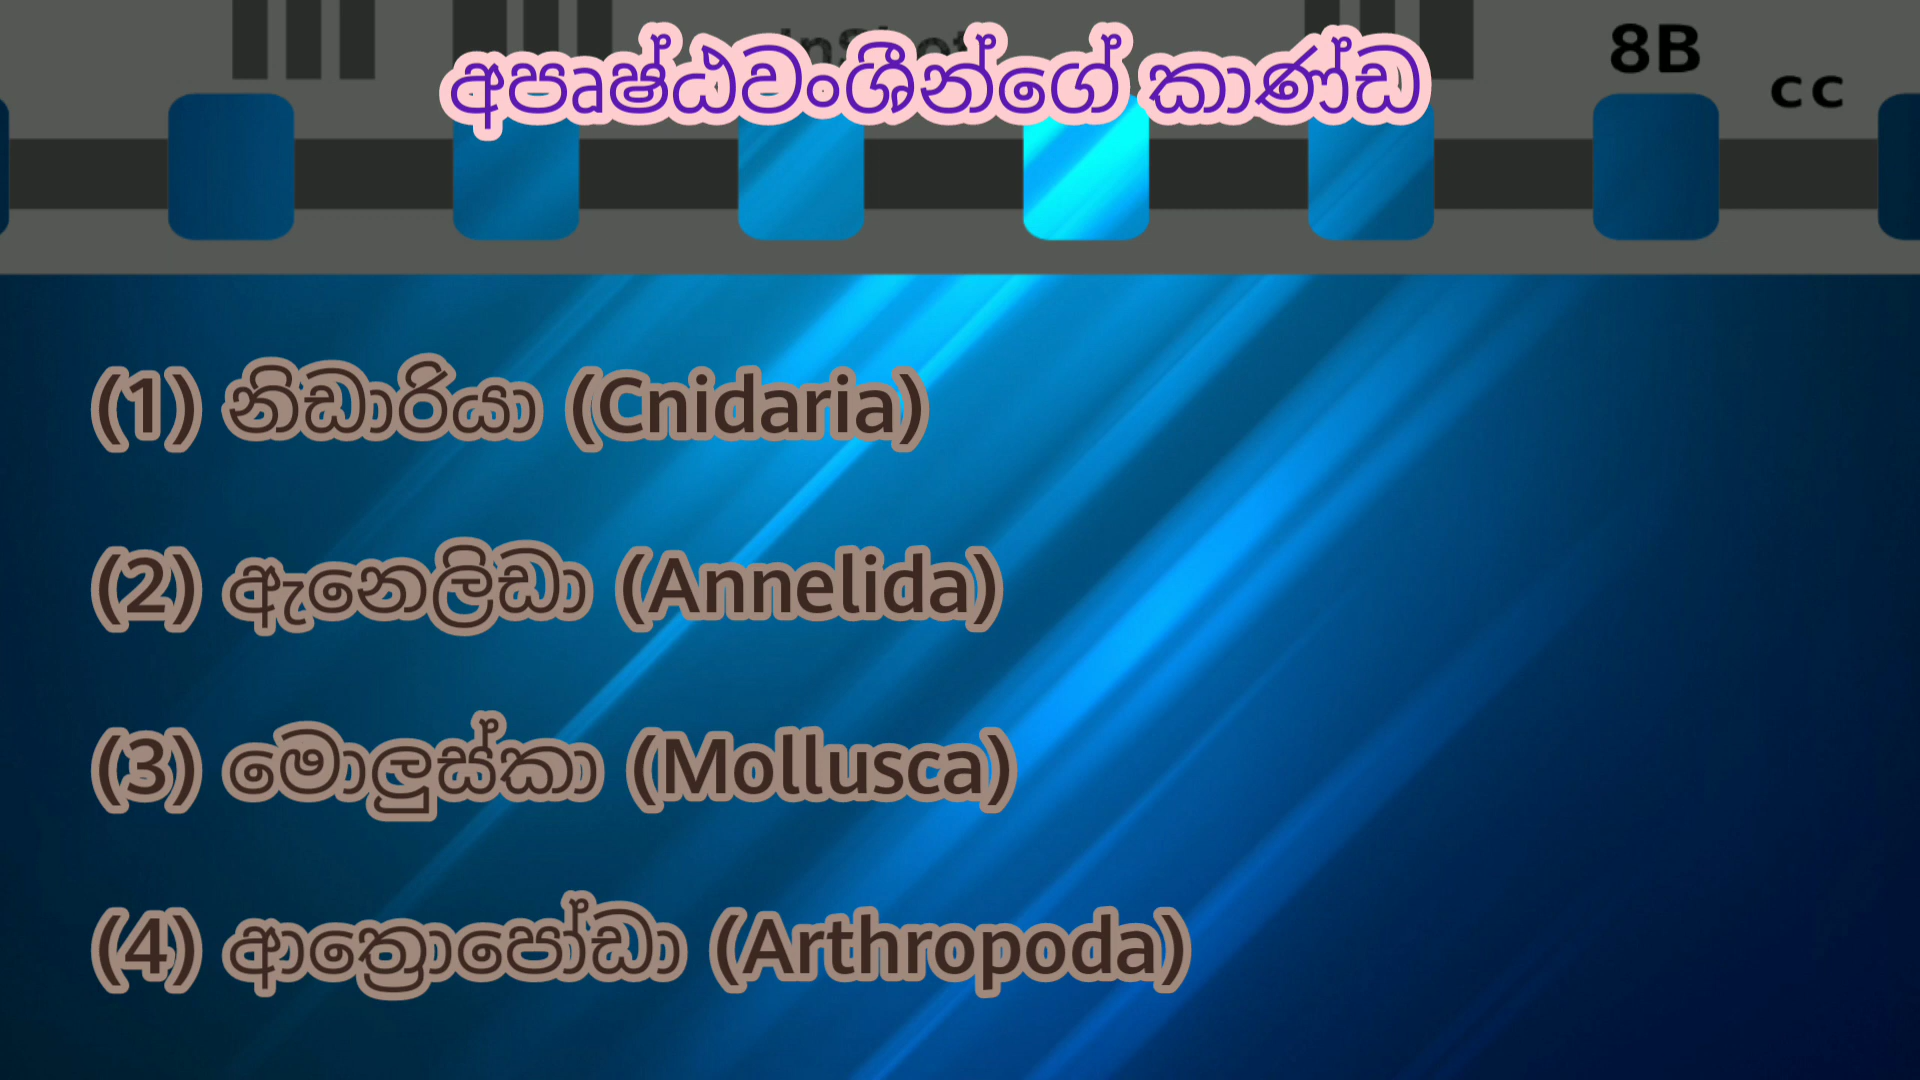 අපෘෂ්ඨවංශීන්ගේ කාණ්ඩ
8B
cc
(1) නිඩාරියා (Cnidaria)
(2) ඇනෙලිඩා (Annelida)
(3) මොලුස්කා (Mollusca)
(4) ආත්‍රොපෝඩා (Arthropoda)